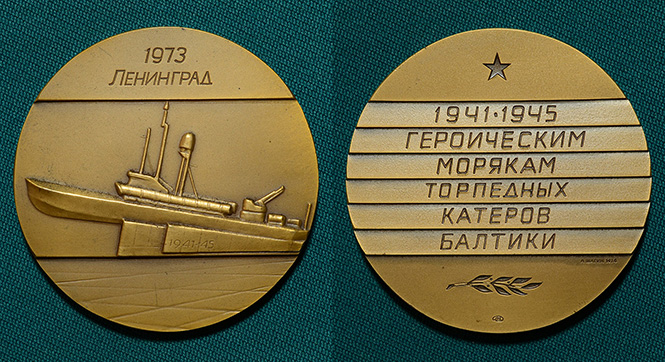 1973
ЛЕНИНГРАД
1941-45
1941·1945
ГЕРОИЧЕСКИМ
МОРЯКАМ
ТОРПЕДНЫХ
КАТЕРОВ
БАЛТИКИ